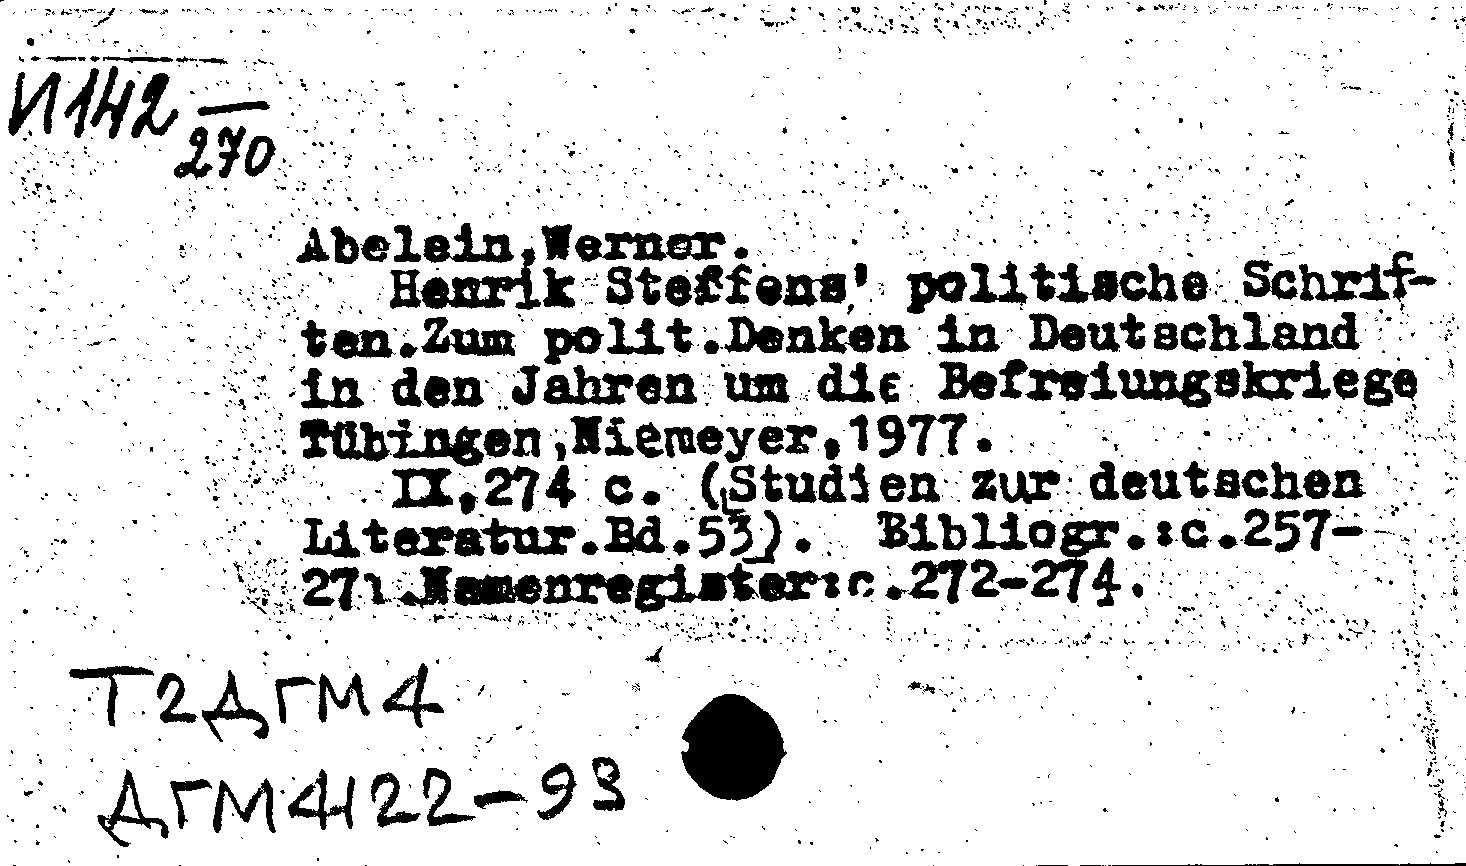 И142 —
270
Abelein,Werner.
Henrik Steffens' politische Schrif-
ten.Zum polit.Denken in Deutschland
in den Jahren um die Befreiungskriege
Tübingen,Niemeyer,1977.
IX,274 c. (Studien zur deutschen
Literatur.Bd.53). Bibliogr.:c.257-
271.Namenregister:c.272-274.
Т2ДГМ4
ДГМ4122-93